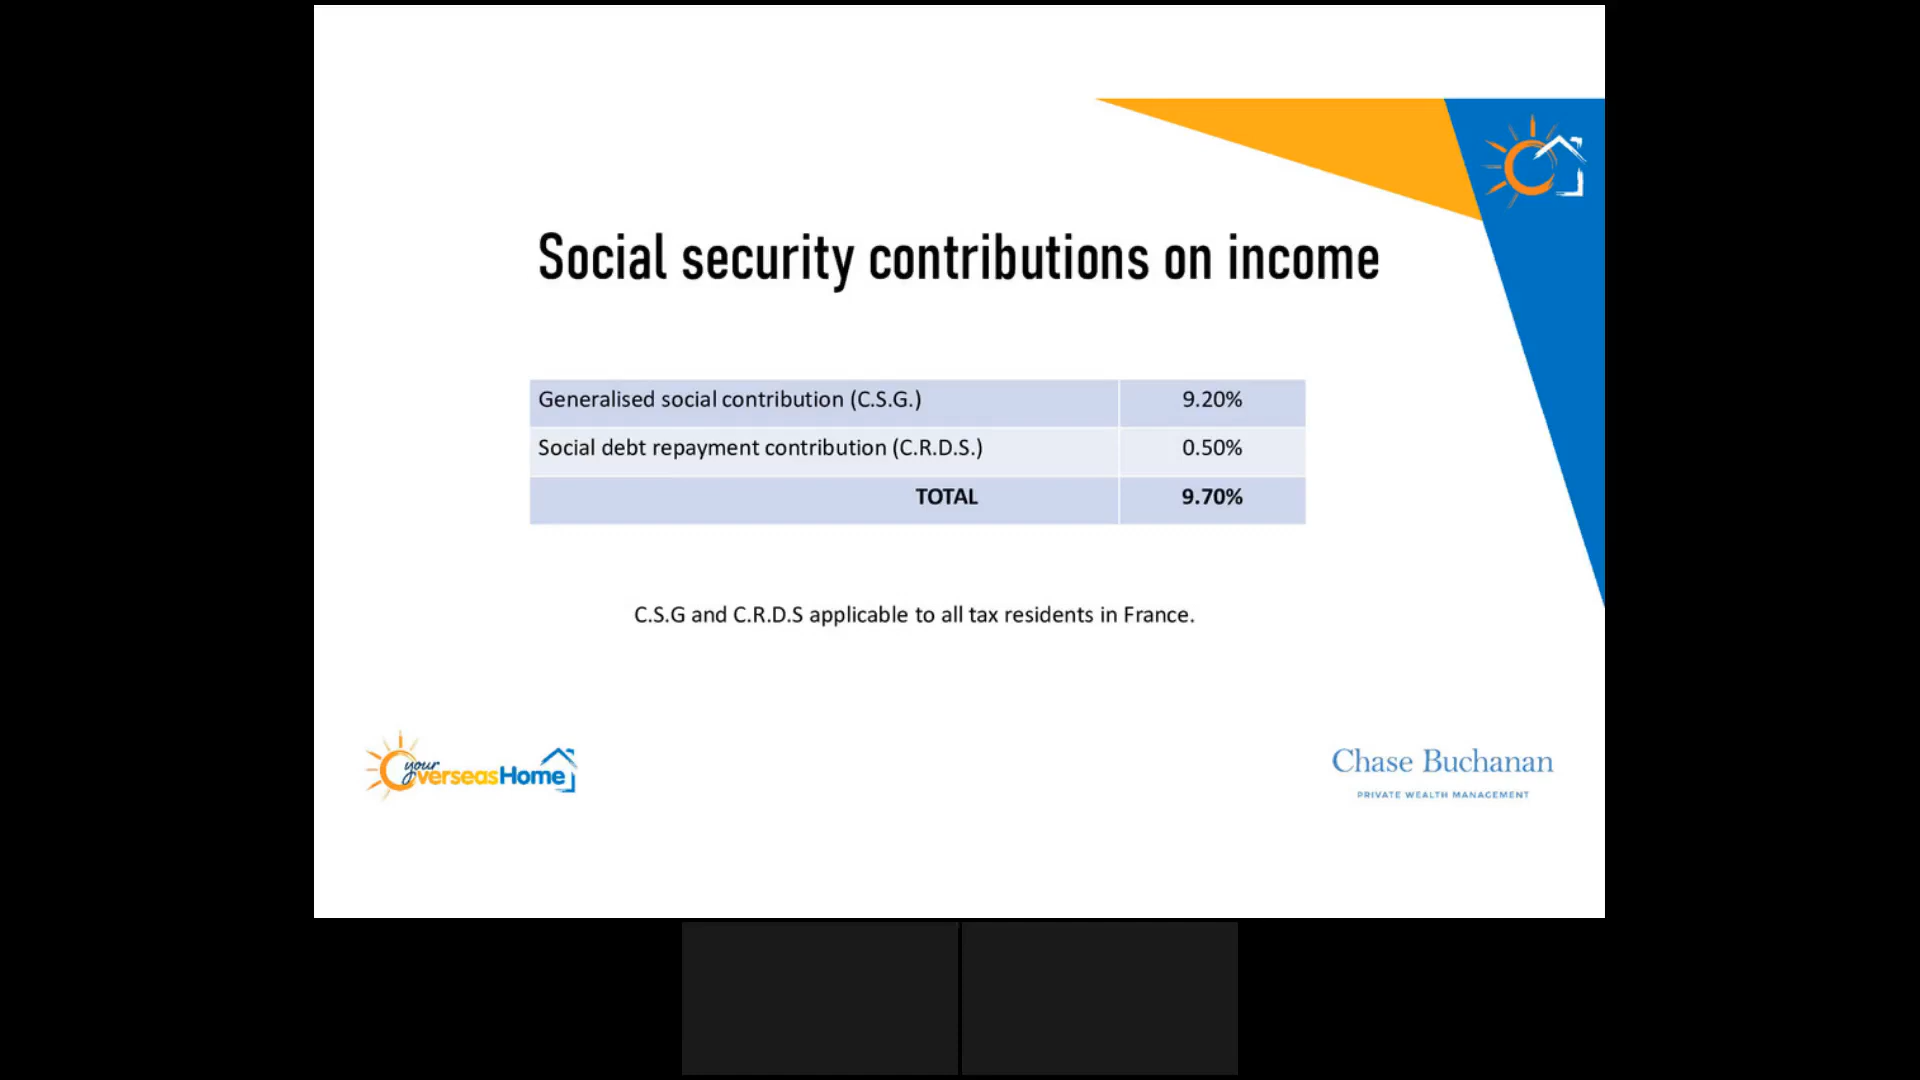 Social security contributions on income
Generalised social contribution (C.S.G.) 9.20%
Social debt repayment contribution (C.R.D.S.) 0.50%
TOTAL 9.70%
C.S.G and C.R.D.S applicable to all tax residents in France.
your
OverseasHome
Chase Buchanan
PRIVATE WEALTH MANAGEMENT